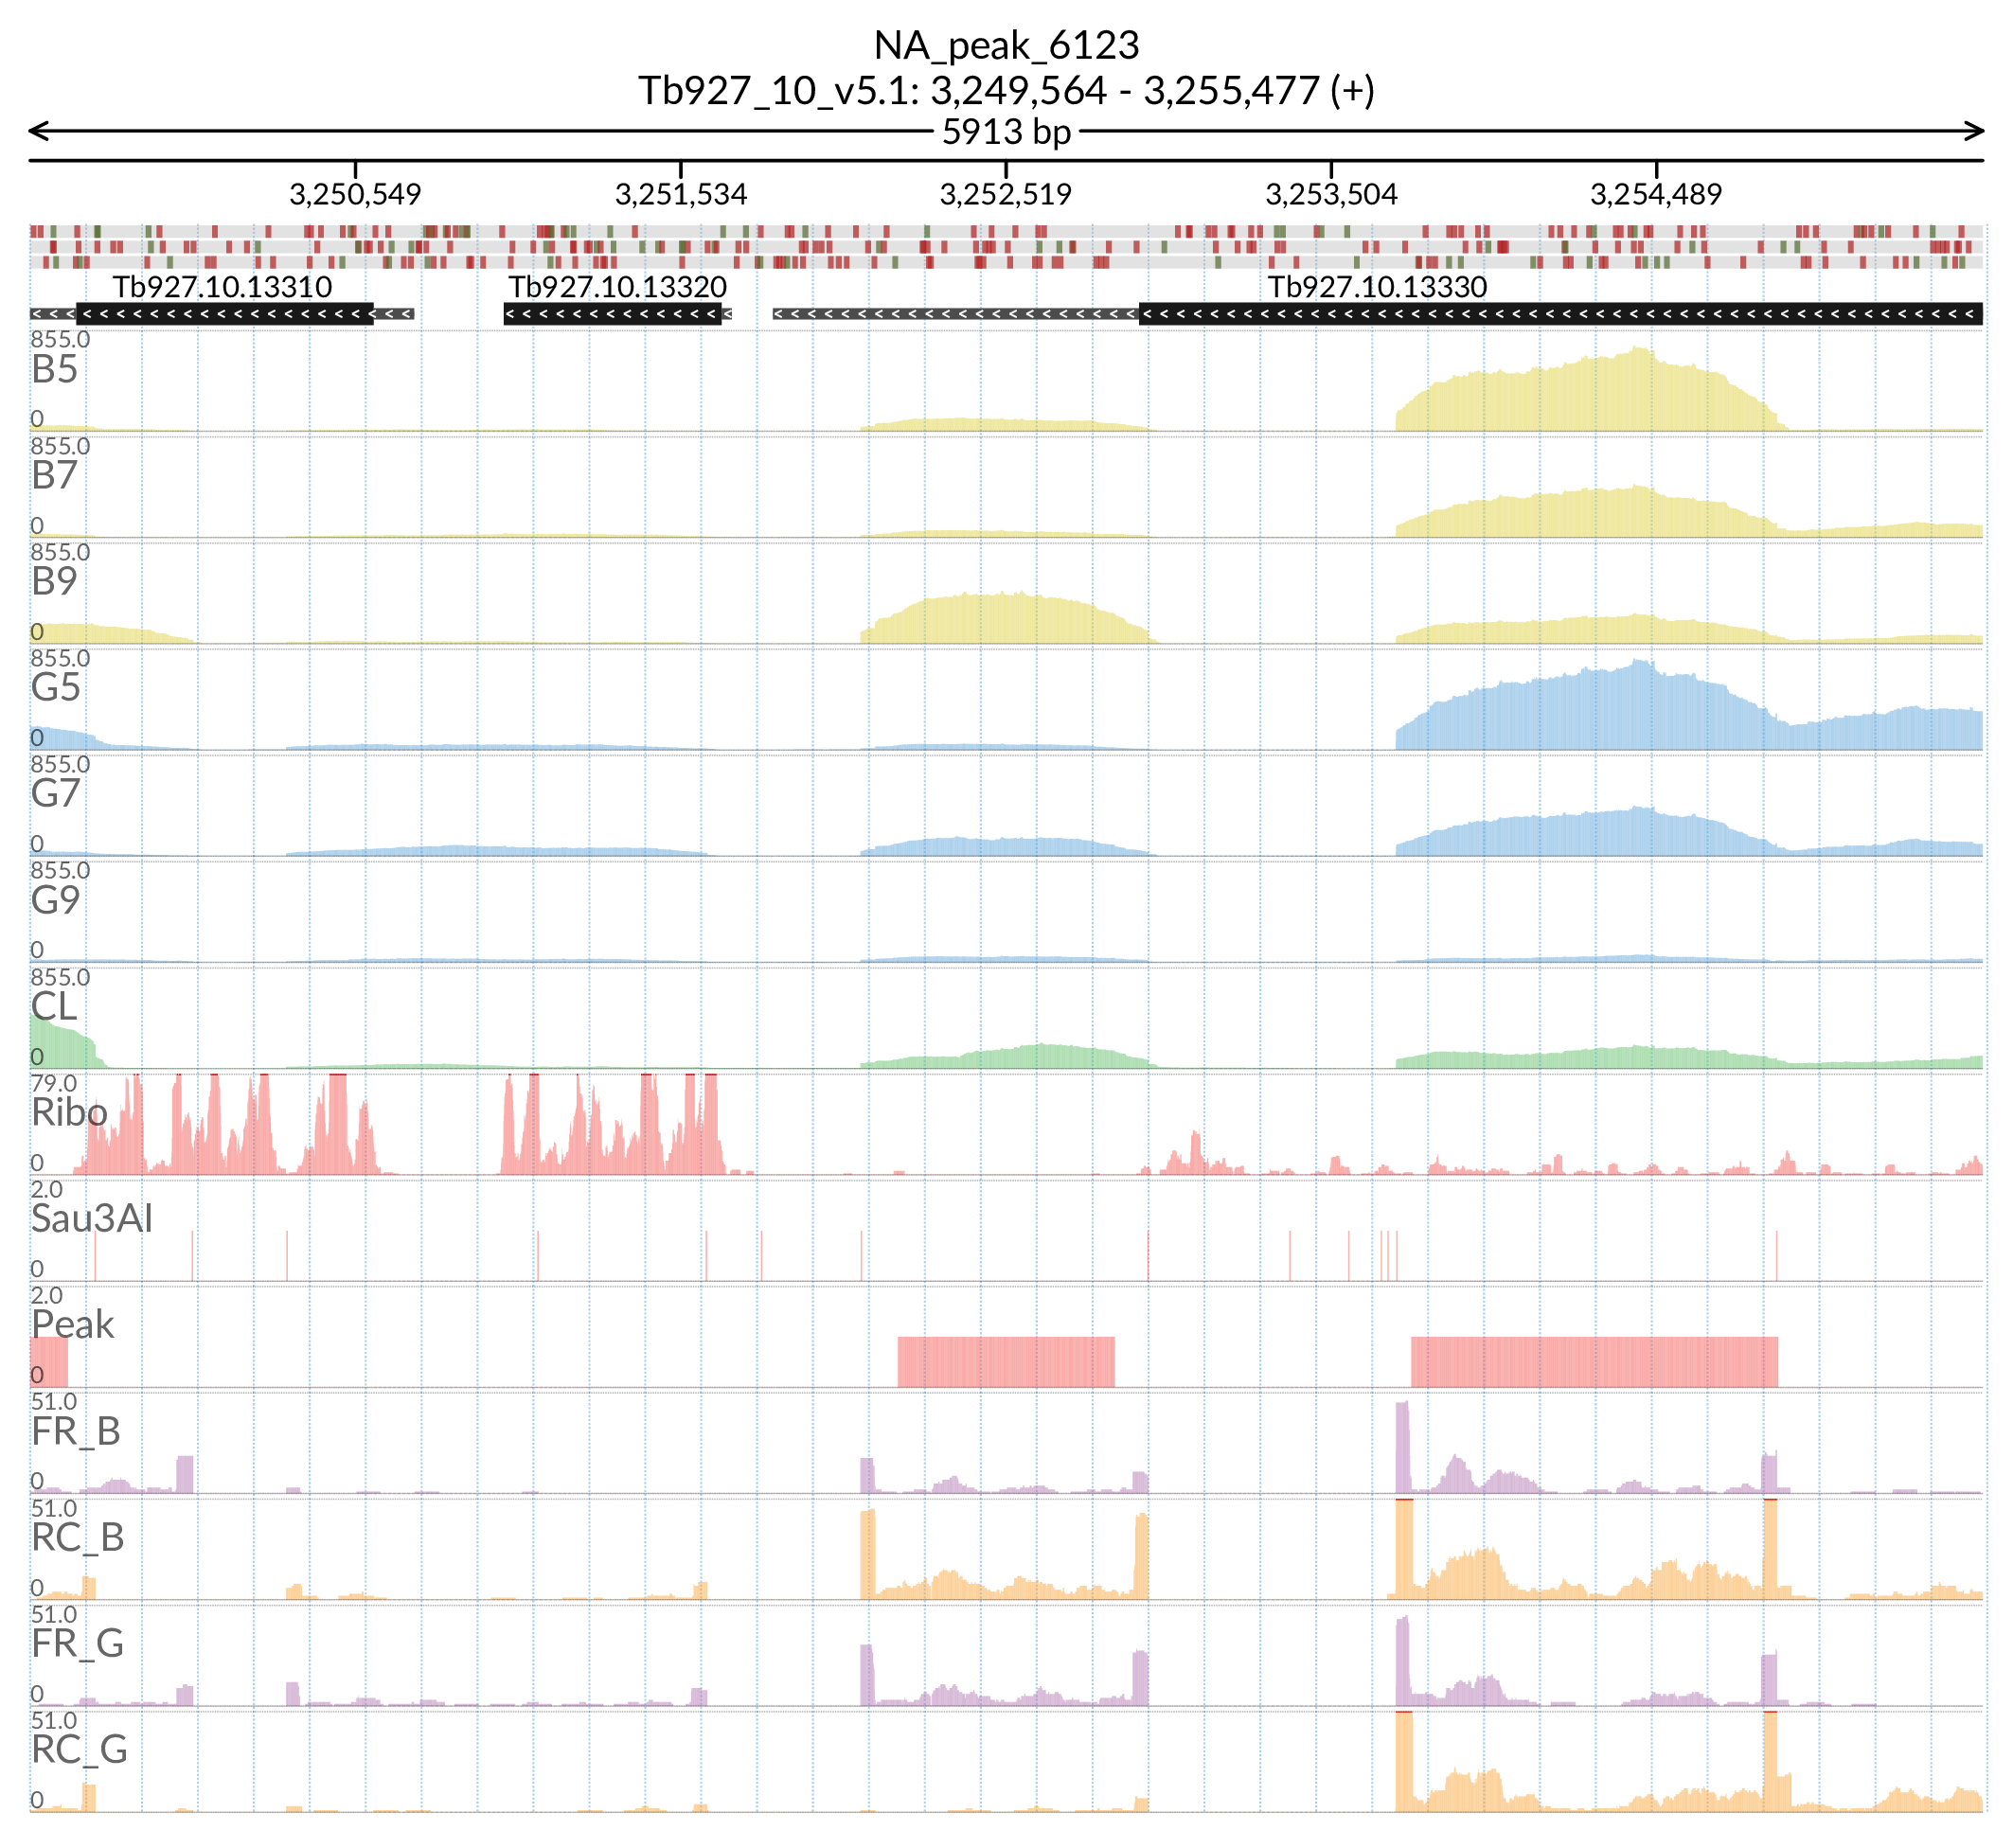 NA_peak_6123
Tb927_10_v5.1: 3,249,564 - 3,255,477 (+)
5913 bp
3,250,549 3,251,534 3,252,519 3,253,504 3,254,489
Tb927.10.13310 Tb927.10.13320 Tb927.10.13330
855.0
B5
0
855.0
B7
0
855.0
B9
0
855.0
G5
0
855.0
G7
0
855.0
G9
0
855.0
CL
0
79.0
Ribo
0
2.0
Sau3AI
0
2.0
Peak
0
51.0
FR_B
0
51.0
RC_B
0
51.0
FR_G
0
51.0
RC_G
0